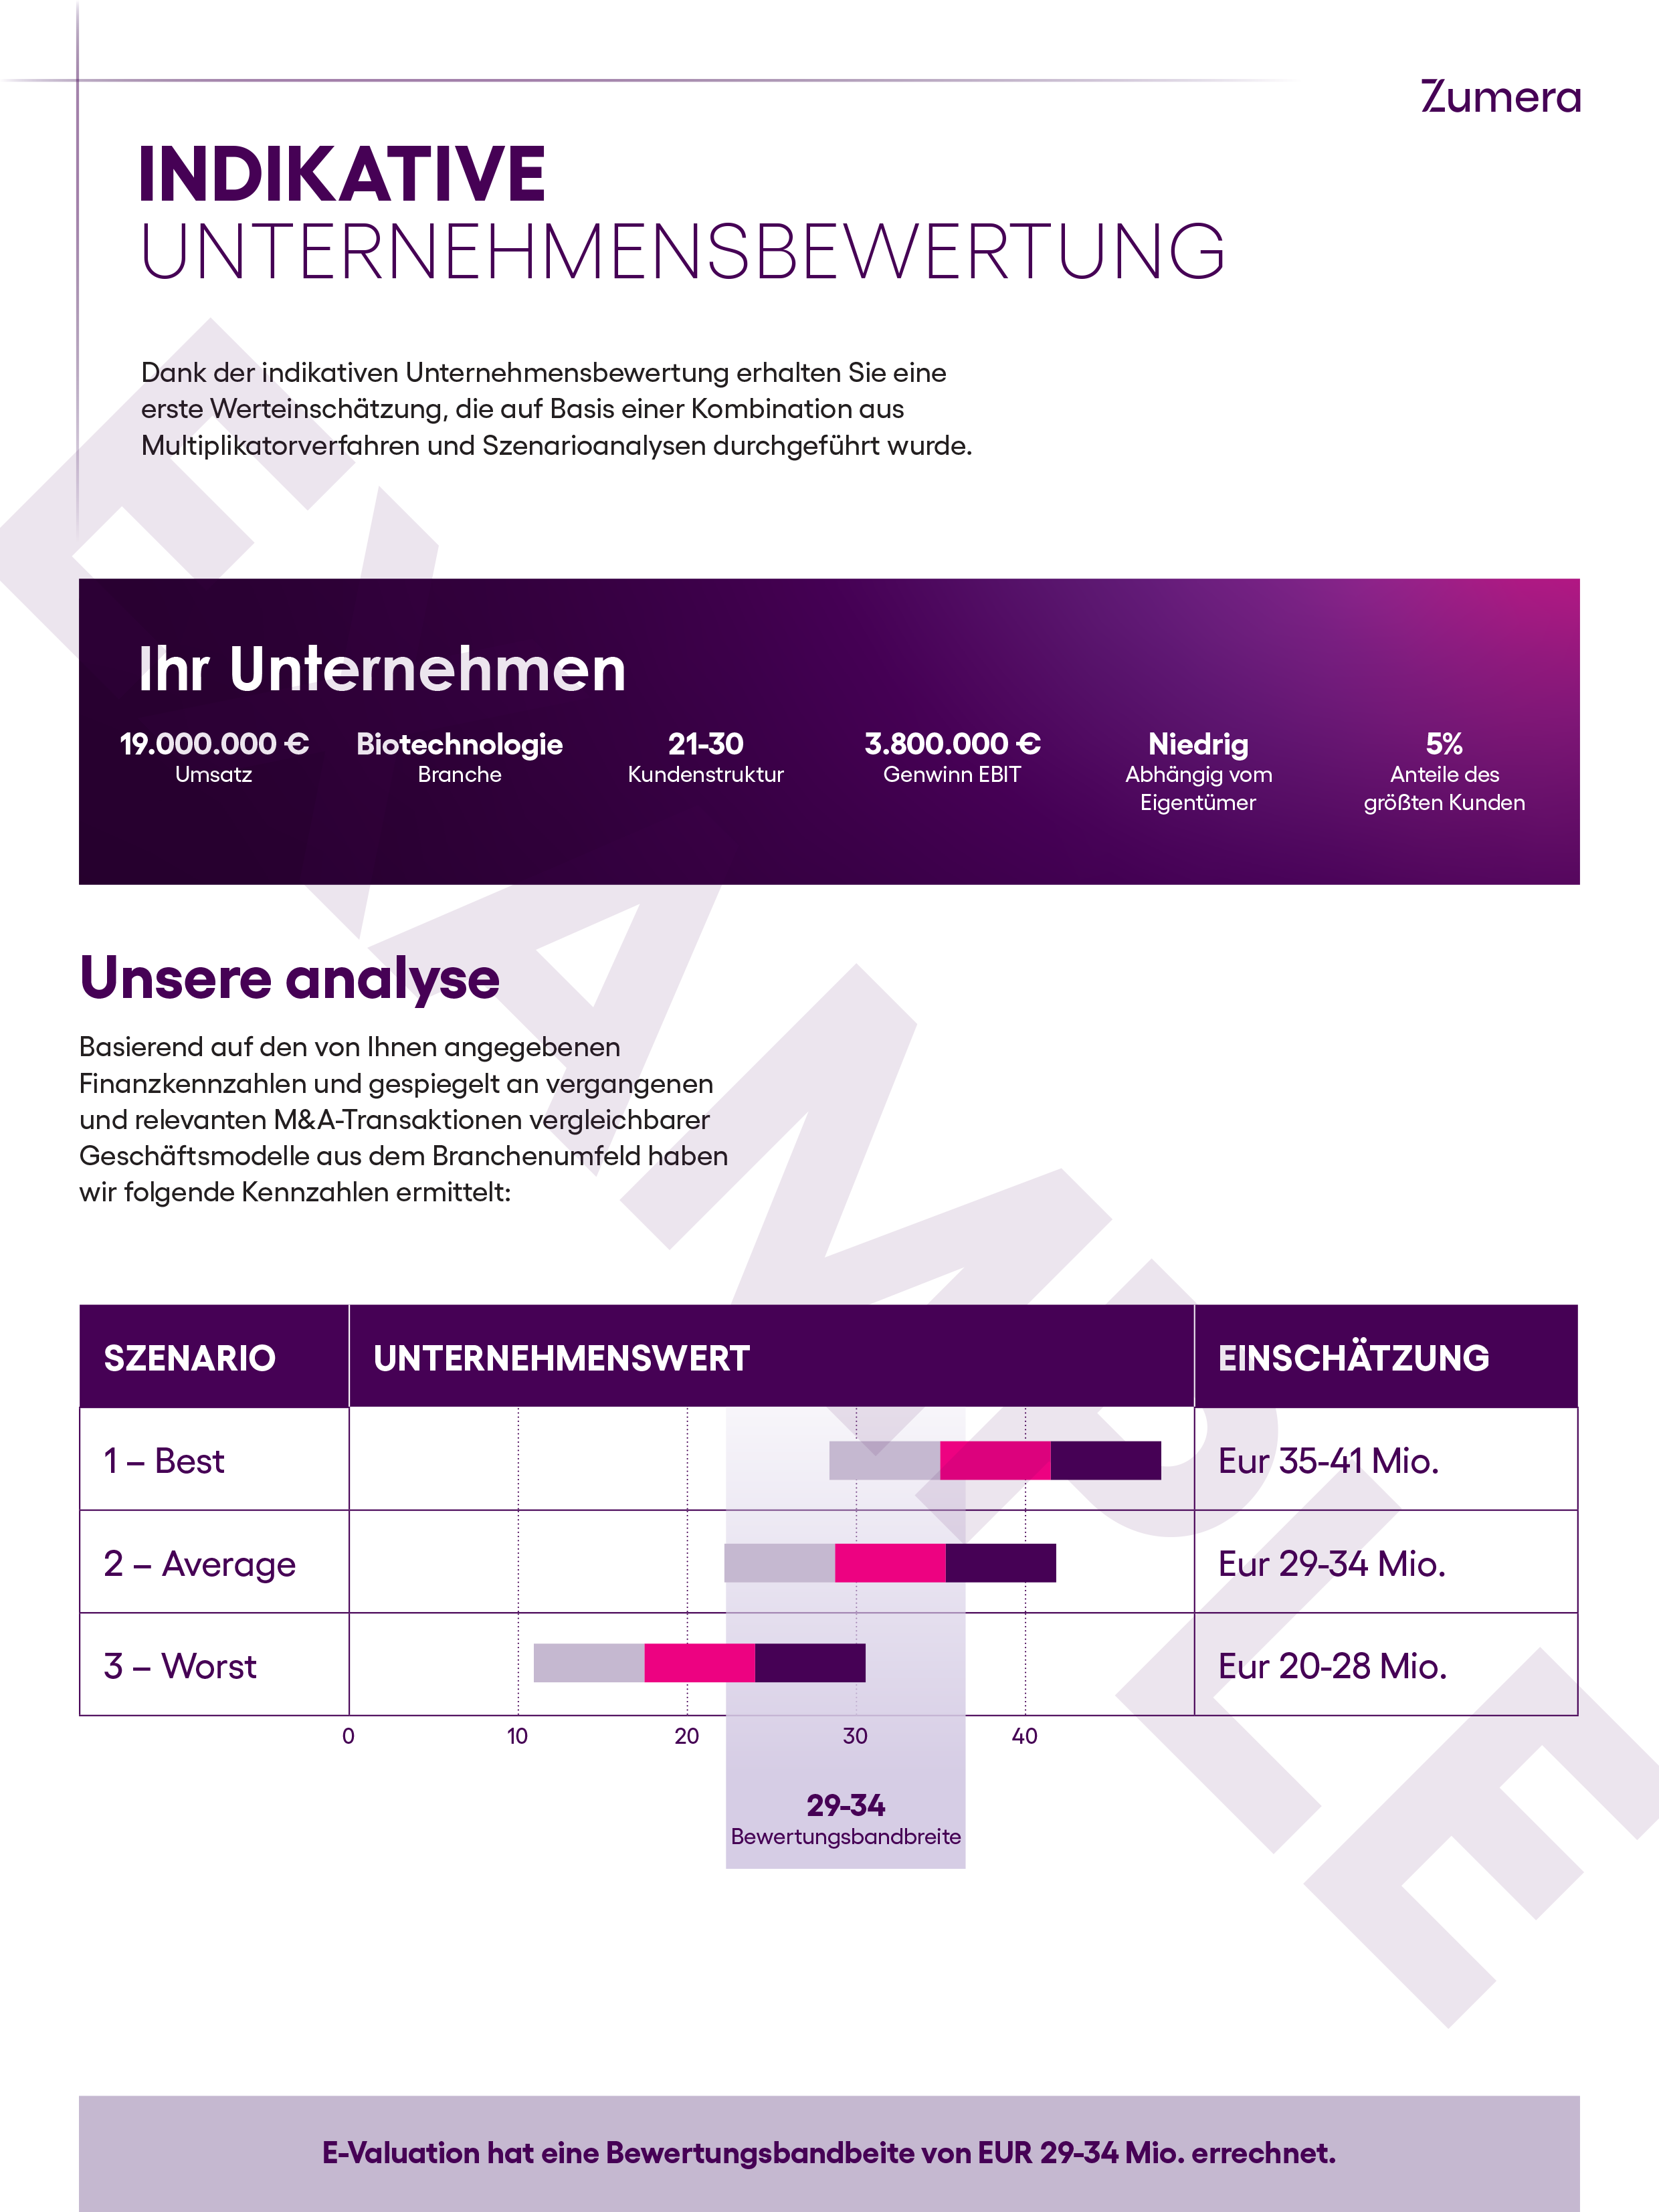 Zumera
INDIKATIVE
UNTERNEHMENSBEWERTUNG
Dank der indikativen Unternehmensbewertung erhalten Sie eine
erste Werteinschätzung, die auf Basis einer Kombination aus
Multiplikatorverfahren und Szenarioanalysen durchgeführt wurde.
Ihr Unternehmen
19.000.000 €
Umsatz
Biotechnologie
Branche
21-30
Kundenstruktur
3.800.000 €
Genwinn EBIT
Niedrig
Abhängig vom
Eigentümer
5%
Anteile des
größten Kunden
Unsere analyse
Basierend auf den von Ihnen angegebenen
Finanzkennzahlen und gespiegelt an vergangenen
und relevanten M&A-Transaktionen vergleichbarer
Geschäftsmodelle aus dem Branchenumfeld haben
wir folgende Kennzahlen ermittelt:
SZENARIO UNTERNEHMENSWERT EINSCHÄTZUNG
1 – Best Eur 35-41 Mio.
2 – Average Eur 29-34 Mio.
3 – Worst Eur 20-28 Mio.
0 10 20 30 40
29-34
Bewertungsbandbreite
E-Valuation hat eine Bewertungsbandbeite von EUR 29-34 Mio. errechnet.
EXAMPLE